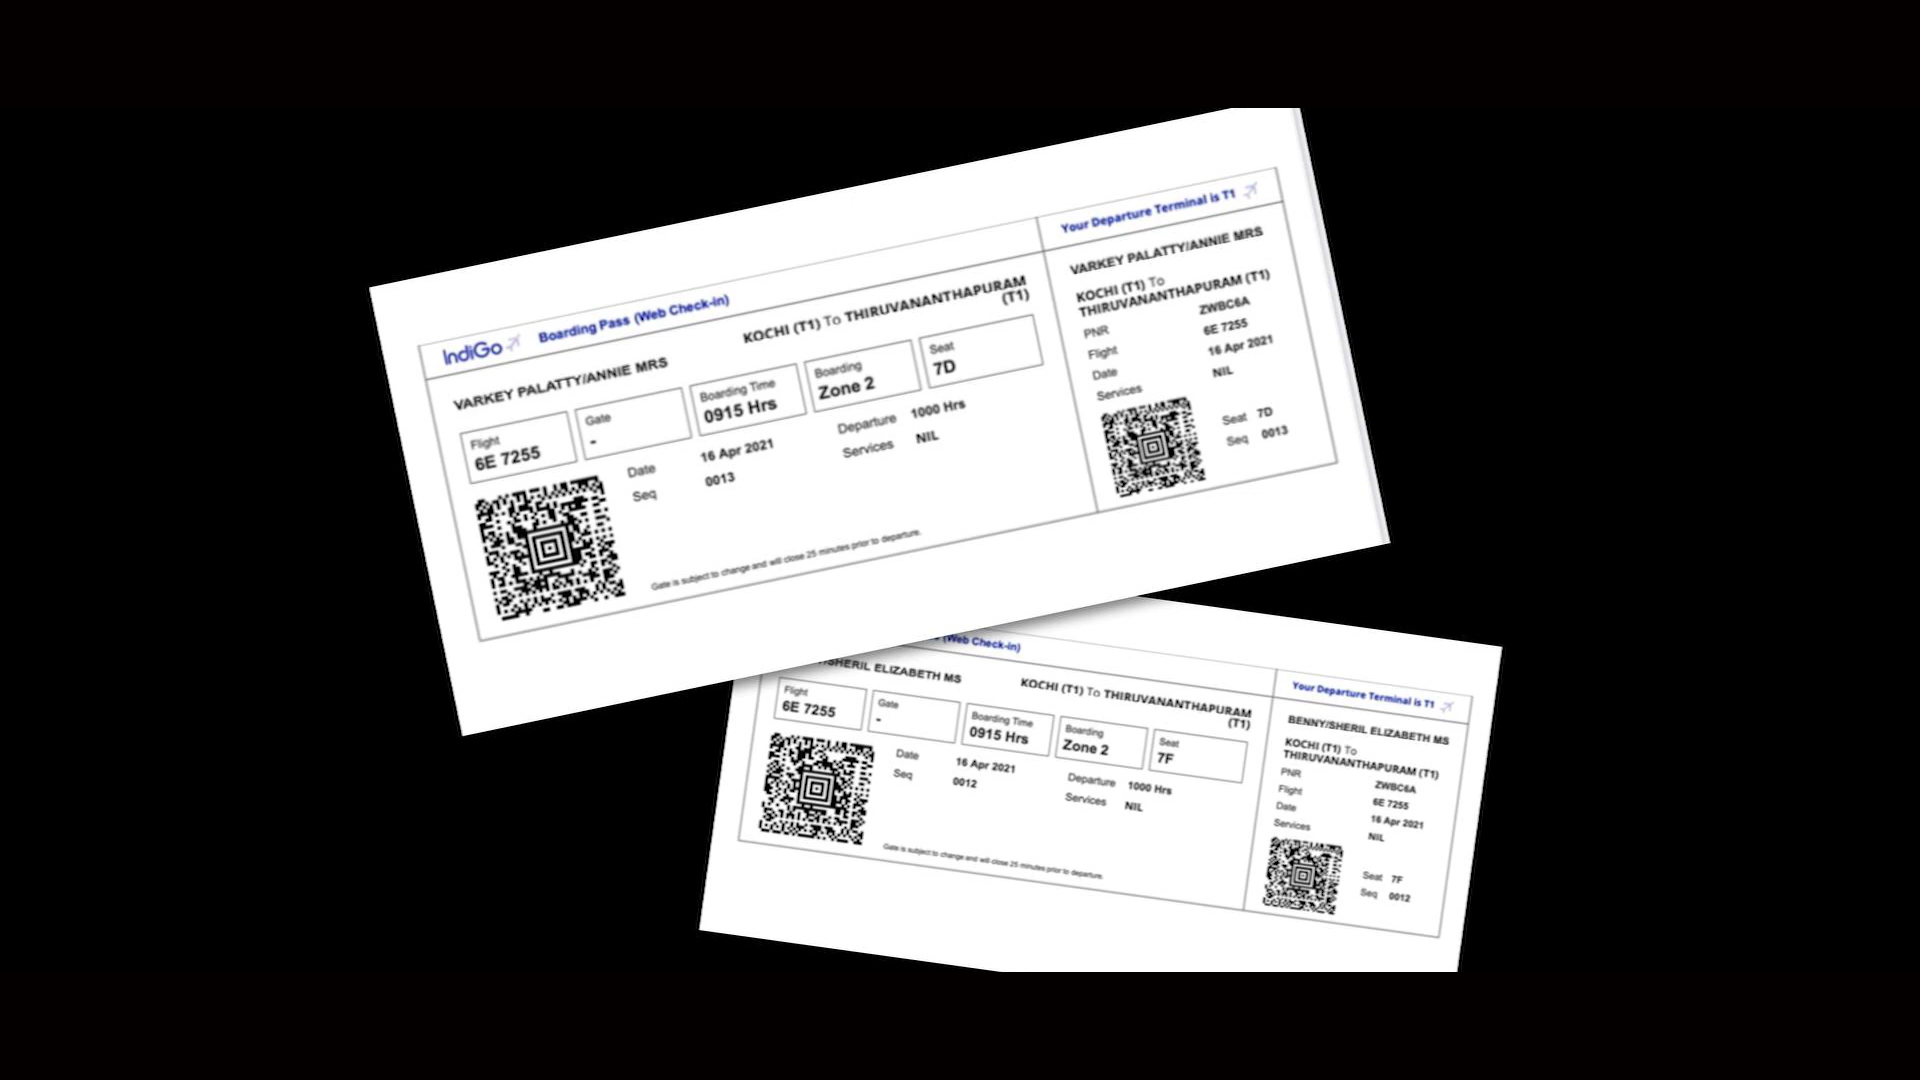 IndiGo Boarding Pass (Web Check-in)
VARKEY PALATTY/ANNIE MRS
KOCHI (T1) To THIRUVANANTHAPURAM
(T1)
Flight
6E 7255
Gate
-
Boarding Time
0915 Hrs
Boarding
Zone 2
Seat
7D
Date 16 Apr 2021
Seq 0013
Departure 1000 Hrs
Services NIL
Gate is subject to change and will close 25 minutes prior to departure.
Your Departure Terminal is T1
VARKEY PALATTY/ANNIE MRS
KOCHI (T1) To
THIRUVANANTHAPURAM (T1)
PNR ZWBC6A
Flight 6E 7255
Date 16 Apr 2021
Services NIL
Seat 7D
Seq 0013
(Web Check-in)
/SHERIL ELIZABETH MS
KOCHI (T1) To THIRUVANANTHAPURAM
(T1)
Flight
6E 7255
Gate
-
Boarding Time
0915 Hrs
Boarding
Zone 2
Seat
7F
Date 16 Apr 2021
Seq 0012
Departure 1000 Hrs
Services NIL
Gate is subject to change and will close 25 minutes prior to departure.
Your Departure Terminal is T1
BENNY/SHERIL ELIZABETH MS
KOCHI (T1) To
THIRUVANANTHAPURAM (T1)
PNR ZWBC6A
Flight 6E 7255
Date 16 Apr 2021
Services NIL
Seat 7F
Seq 0012